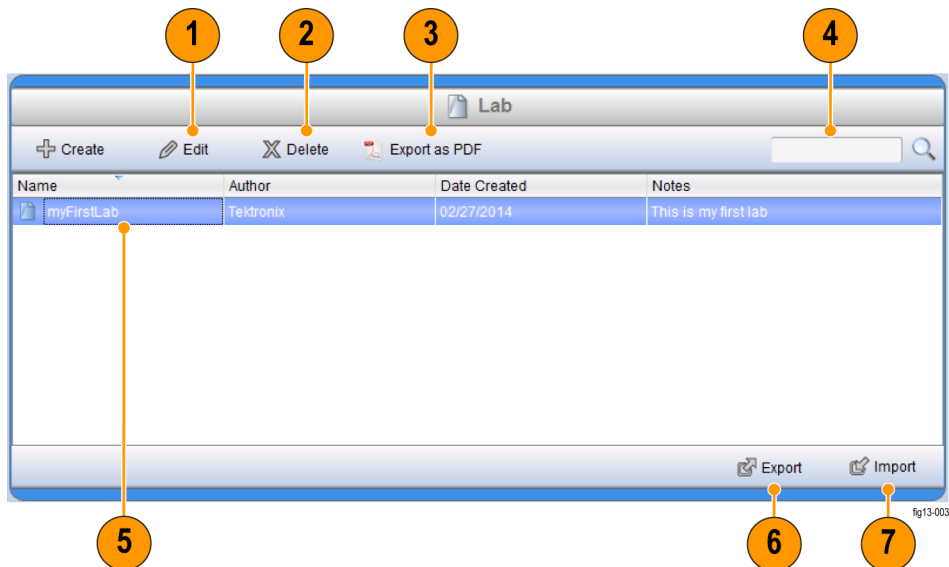 1 2 3 4
Lab
Create Edit Delete Export as PDF
Name Author Date Created Notes
myFirstLab Tektronix 02/27/2014 This is my first lab
Export Import
fig13-003
5 6 7